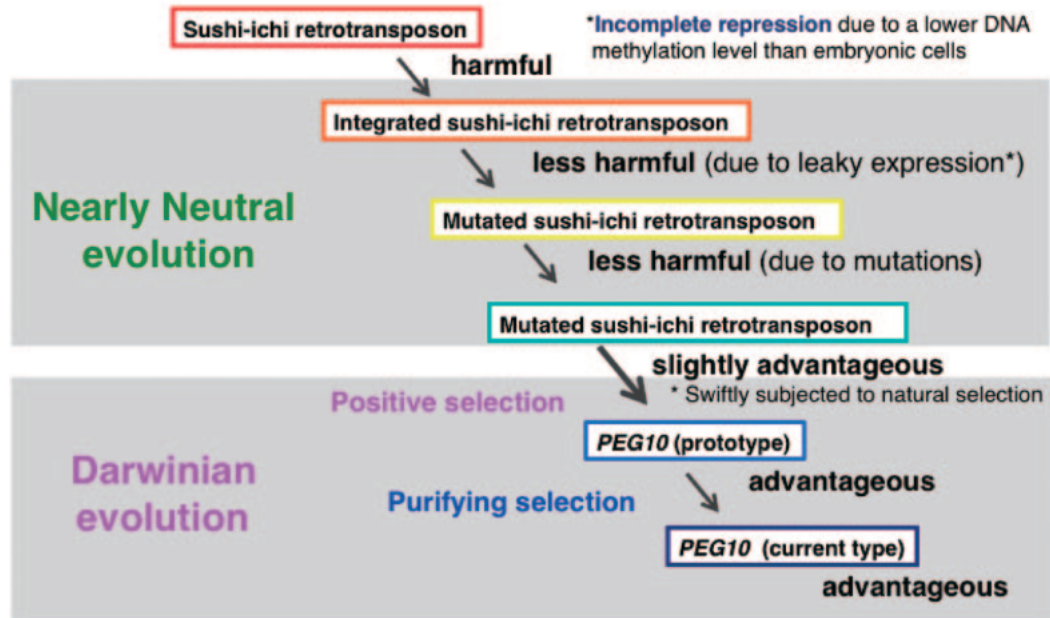 Sushi-ichi retrotransposon
*Incomplete repression due to a lower DNA
methylation level than embryonic cells
harmful
Integrated sushi-ichi retrotransposon
less harmful (due to leaky expression*)
Nearly Neutral
evolution
Mutated sushi-ichi retrotransposon
less harmful (due to mutations)
Mutated sushi-ichi retrotransposon
slightly advantageous
* Swiftly subjected to natural selection
Positive selection
PEG10 (prototype)
Darwinian
evolution
advantageous
Purifying selection
PEG10 (current type)
advantageous